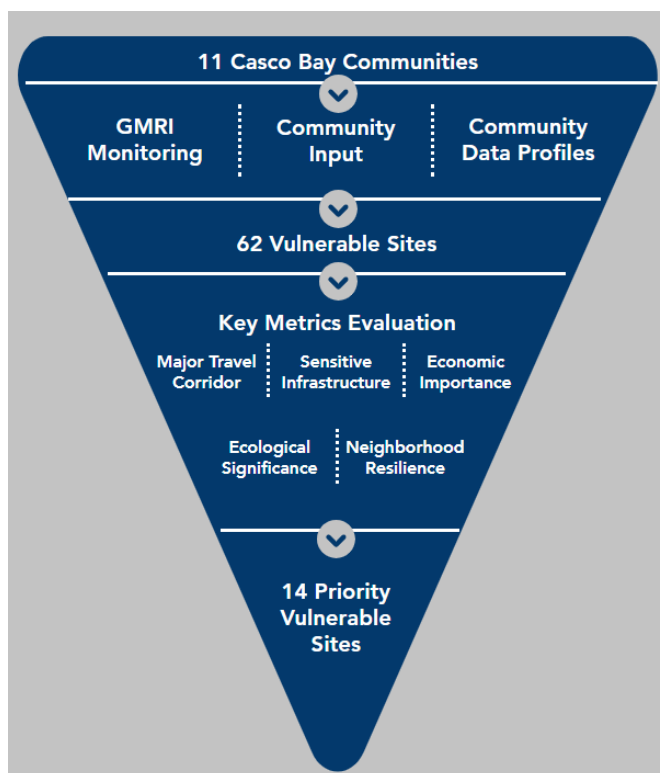 11 Casco Bay Communities
GMRI
Monitoring
Community
Input
Community
Data Profiles
62 Vulnerable Sites
Key Metrics Evaluation
Major Travel
Corridor
Sensitive
Infrastructure
Economic
Importance
Ecological
Significance
Neighborhood
Resilience
14 Priority
Vulnerable
Sites